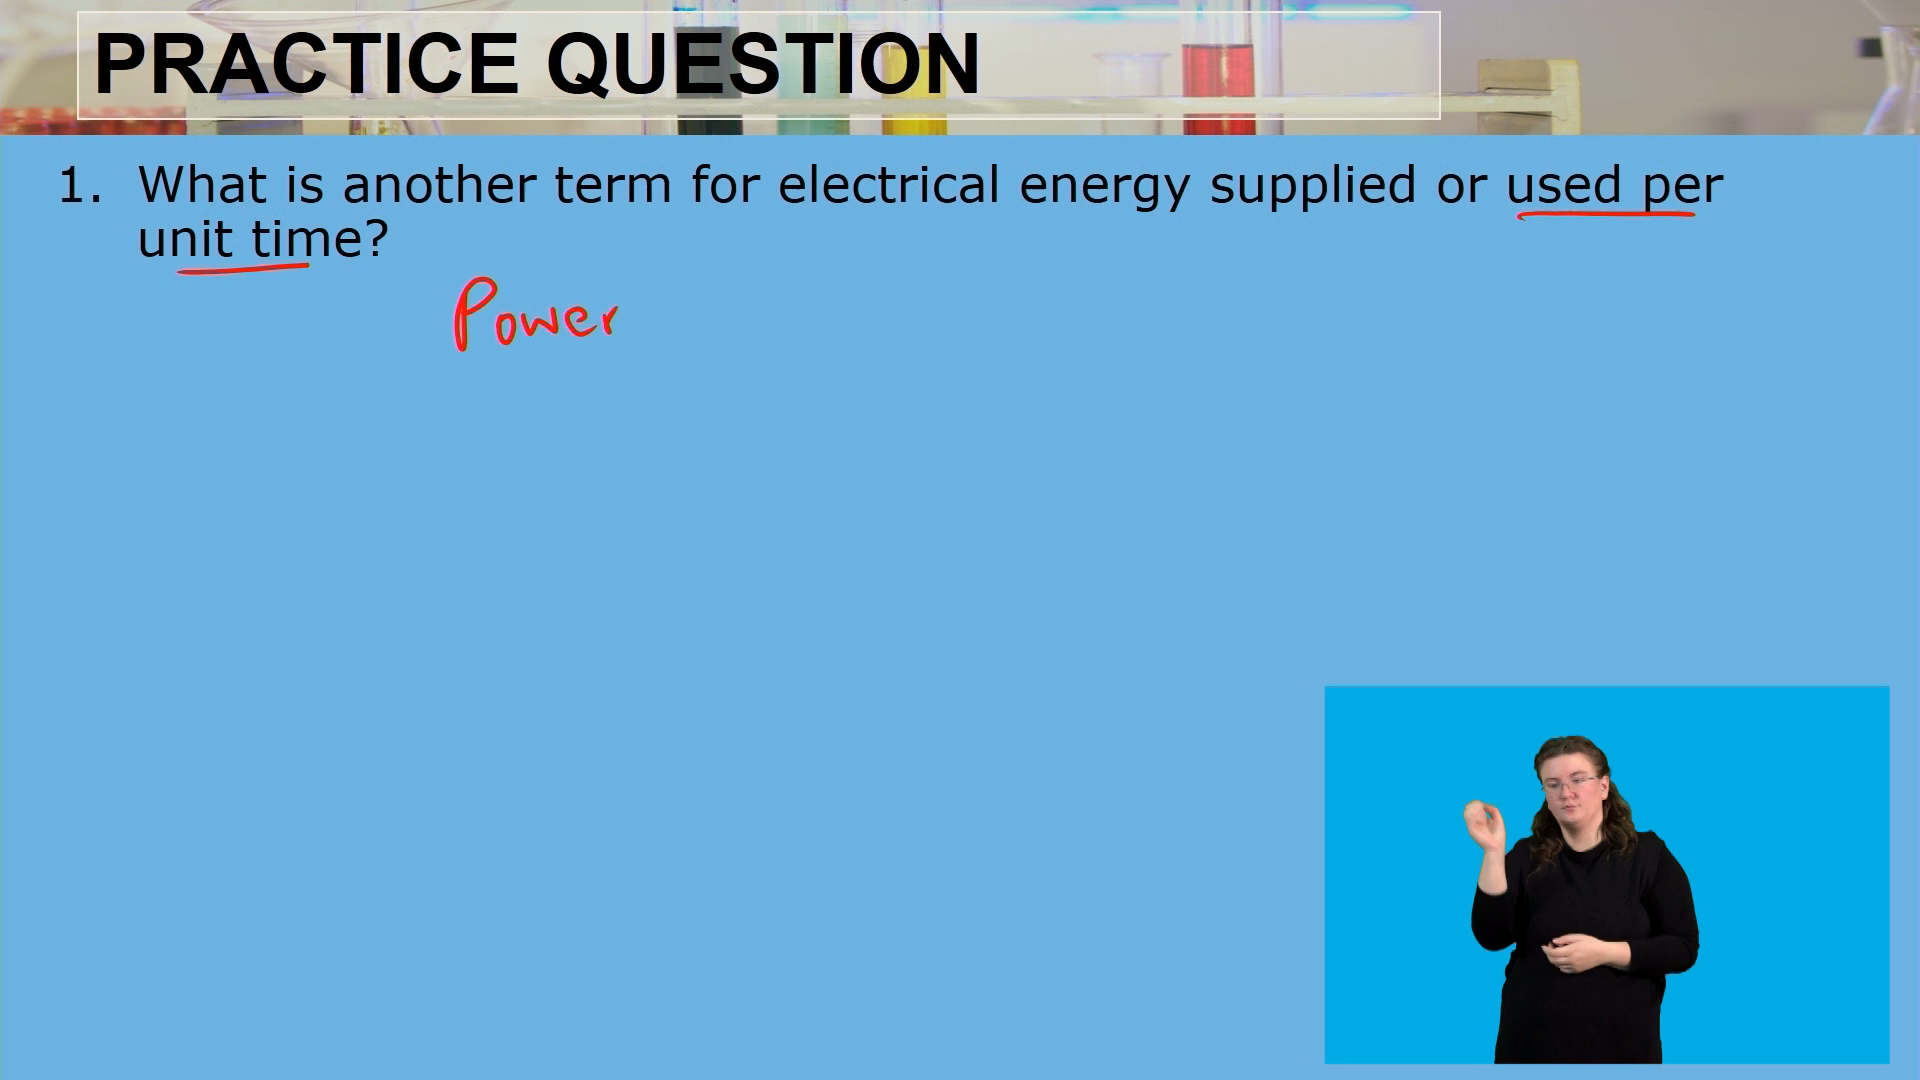 PRACTICE QUESTION
1. What is another term for electrical energy supplied or used per
unit time?
Power